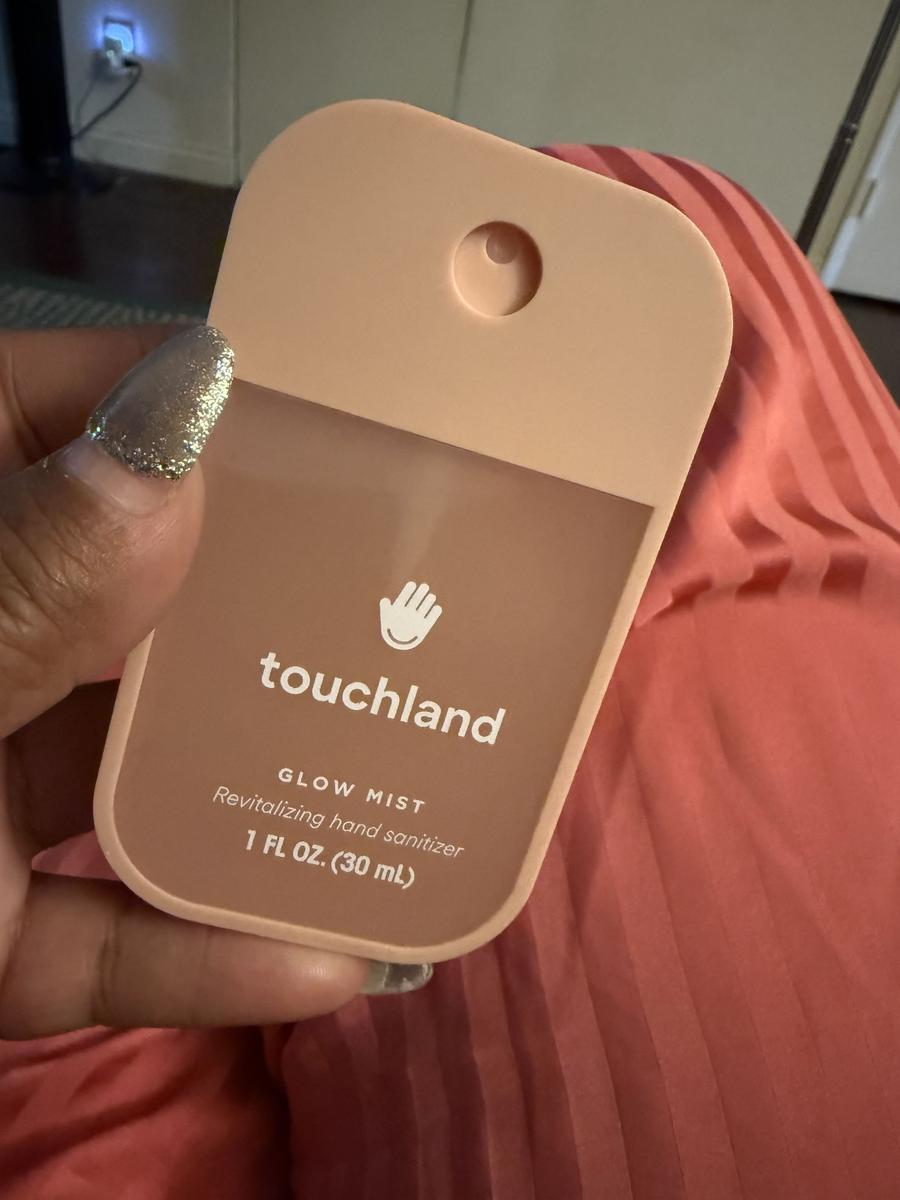 touchland
GLOW MIST
Revitalizing hand sanitizer
1 FL OZ. (30 mL)